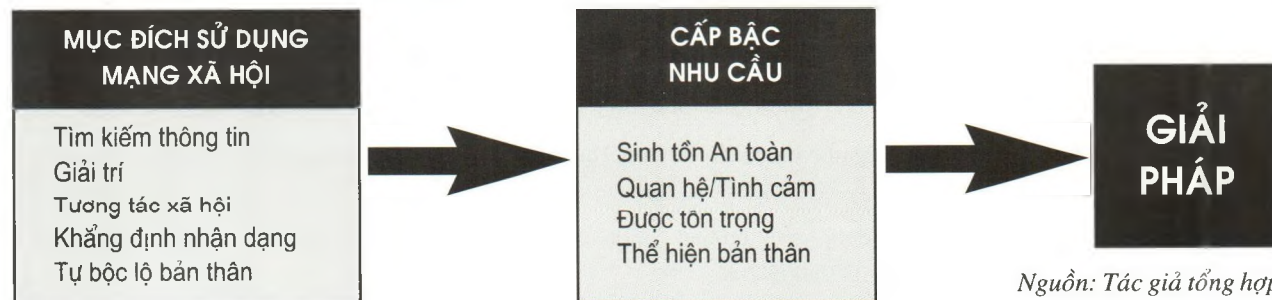 MỤC ĐÍCH SỬ DỤNG
MẠNG XÃ HỘI
Tìm kiếm thông tin
Giải trí
Tương tác xã hội
Khẳng định nhận dạng
Tự bộc lộ bản thân
CẤP BẬC
NHU CẦU
Sinh tồn An toàn
Quan hệ/Tình cảm
Được tôn trọng
Thể hiện bản thân
GIẢI
PHÁP
Nguồn: Tác giả tổng hợp